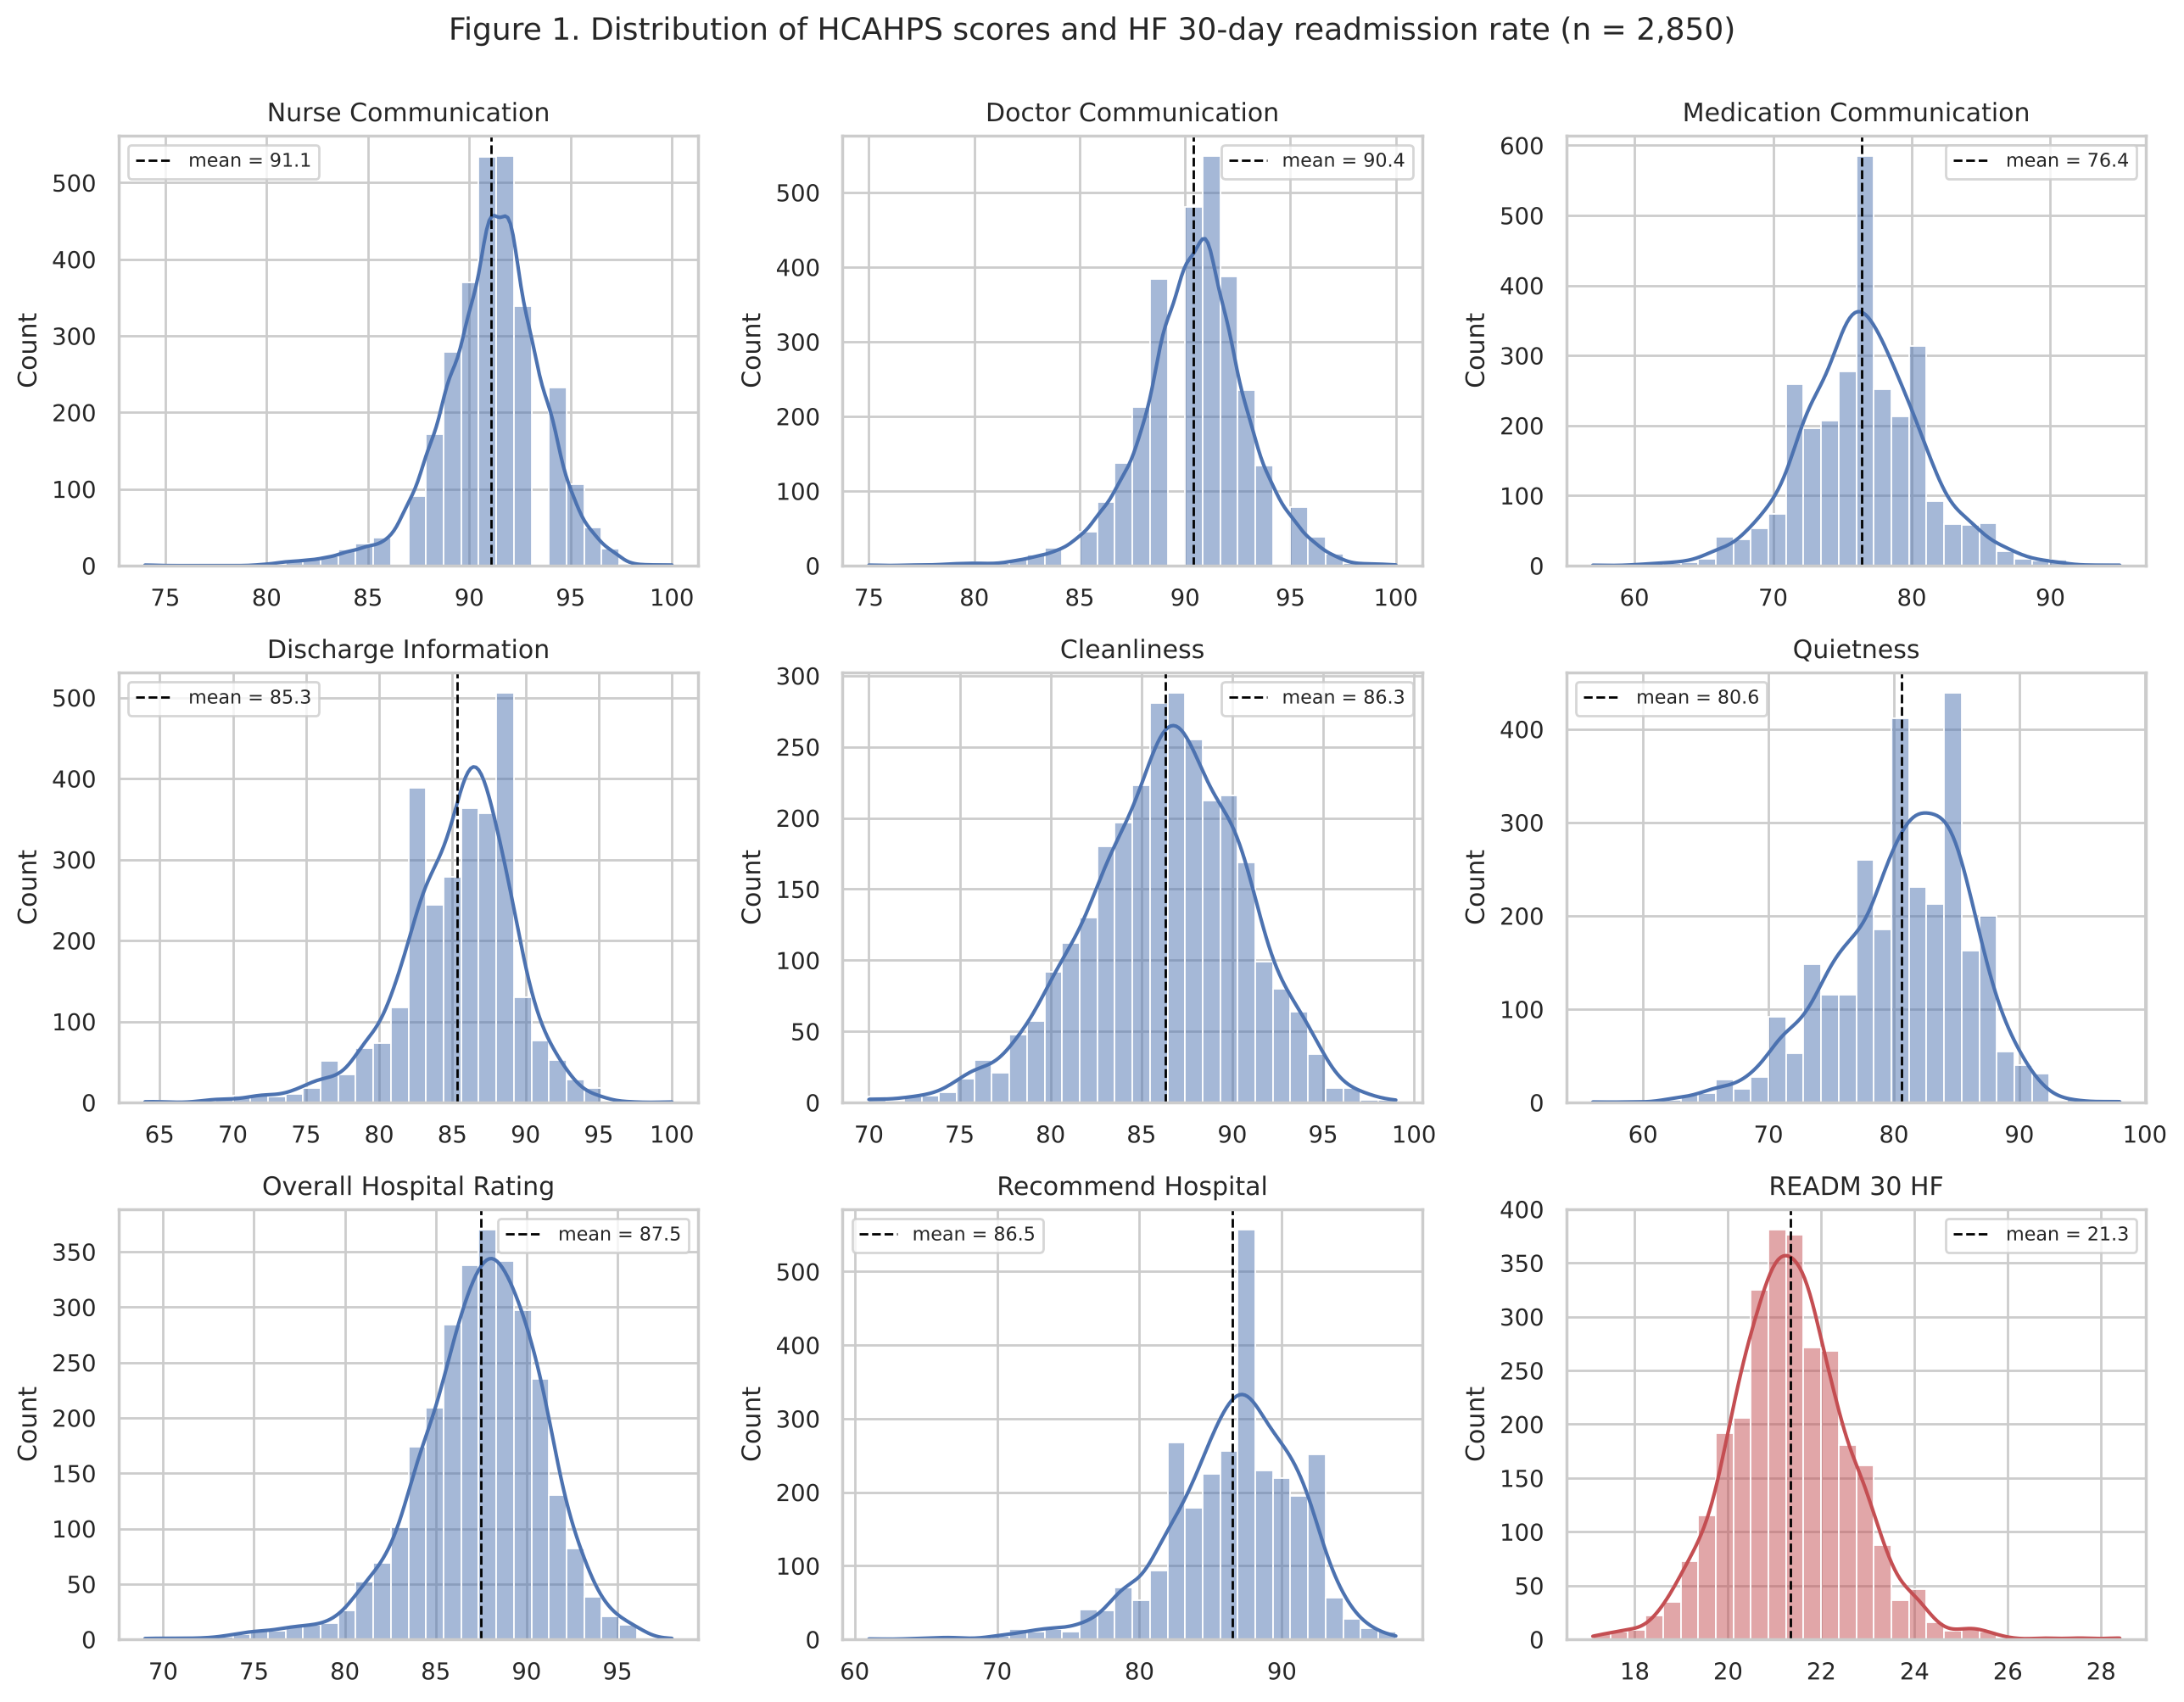 Figure 1. Distribution of HCAHPS scores and HF 30-day readmission rate (n = 2,850)
Nurse Communication
mean = 91.1
Count
0
100
200
300
400
500
75 80 85 90 95 100
Doctor Communication
mean = 90.4
Count
0
100
200
300
400
500
75 80 85 90 95 100
Medication Communication
mean = 76.4
Count
0
100
200
300
400
500
600
60 70 80 90
Discharge Information
mean = 85.3
Count
0
100
200
300
400
500
65 70 75 80 85 90 95 100
Cleanliness
mean = 86.3
Count
0
50
100
150
200
250
300
70 75 80 85 90 95 100
Quietness
mean = 80.6
Count
0
100
200
300
400
60 70 80 90 100
Overall Hospital Rating
mean = 87.5
Count
0
50
100
150
200
250
300
350
70 75 80 85 90 95
Recommend Hospital
mean = 86.5
Count
0
100
200
300
400
500
60 70 80 90
READM 30 HF
mean = 21.3
Count
0
50
100
150
200
250
300
350
400
18 20 22 24 26 28